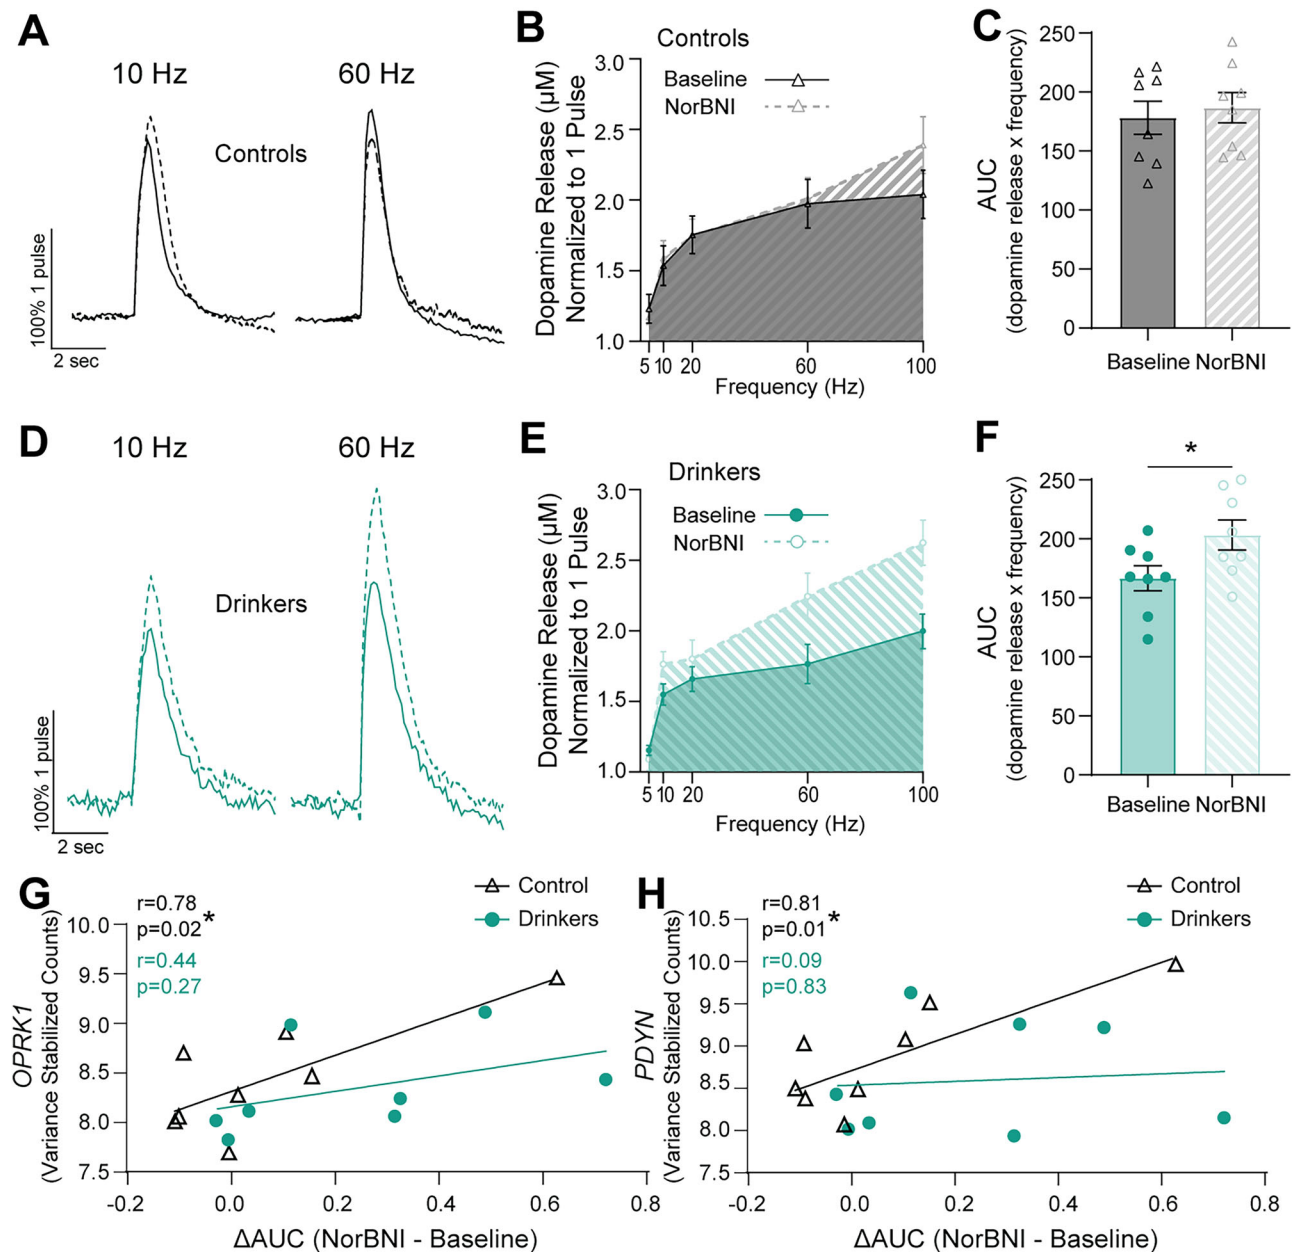 A
10 Hz
60 Hz
Controls
100% 1 pulse
2 sec
B
Controls
Baseline
NorBNI
Dopamine Release (µM)
Normalized to 1 Pulse
3.0
2.5
2.0
1.5
1.0
5 10 20 60 100
Frequency (Hz)
C
AUC
(dopamine release x frequency)
250
200
150
100
50
0
Baseline NorBNI
D
10 Hz
60 Hz
Drinkers
100% 1 pulse
2 sec
E
Drinkers
Baseline
NorBNI
Dopamine Release (µM)
Normalized to 1 Pulse
3.0
2.5
2.0
1.5
1.0
5 10 20 60 100
Frequency (Hz)
F
*
AUC
(dopamine release x frequency)
250
200
150
100
50
0
Baseline NorBNI
G
Control
Drinkers
r=0.78
p=0.02 *
r=0.44
p=0.27
OPRK1
(Variance Stabilized Counts)
10.0
9.5
9.0
8.5
8.0
7.5
-0.2 0.0 0.2 0.4 0.6 0.8
ΔAUC (NorBNI - Baseline)
H
Control
Drinkers
r=0.81
p=0.01 *
r=0.09
p=0.83
PDYN
(Variance Stabilized Counts)
10.5
10.0
9.5
9.0
8.5
8.0
7.5
-0.2 0.0 0.2 0.4 0.6 0.8
ΔAUC (NorBNI - Baseline)